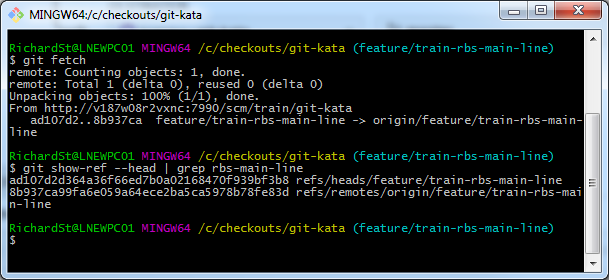 MINGW64:/c/checkouts/git-kata
RichardSt@LNEWPC01 MINGW64 /c/checkouts/git-kata (feature/train-rbs-main-line)
$ git fetch
remote: Counting objects: 1, done.
remote: Total 1 (delta 0), reused 0 (delta 0)
Unpacking objects: 100% (1/1), done.
From http://v187w08r2vxnc:7990/scm/train/git-kata
   ad107d2..8b937ca  feature/train-rbs-main-line -> origin/feature/train-rbs-main-
line
RichardSt@LNEWPC01 MINGW64 /c/checkouts/git-kata (feature/train-rbs-main-line)
$ git show-ref --head | grep rbs-main-line
ad107d2d364a36f66ed7b0a02168470f939bf3b8 refs/heads/feature/train-rbs-main-line
8b937ca99fa6e059a64ece2ba5ca5978b78fe83d refs/remotes/origin/feature/train-rbs-mai
n-line
RichardSt@LNEWPC01 MINGW64 /c/checkouts/git-kata (feature/train-rbs-main-line)
$